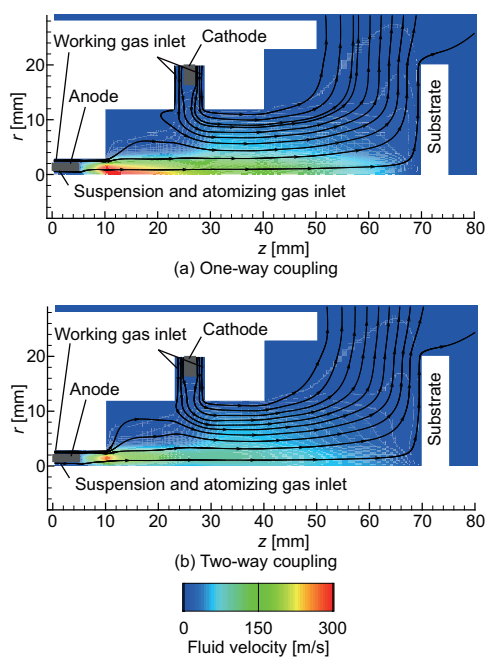 Working gas inlet
Cathode
Anode
Suspension and atomizing gas inlet
Substrate
r [mm]
0
10
20
0 10 20 30 40 50 60 70 80
z [mm]
(a) One-way coupling
Working gas inlet
Cathode
Anode
Suspension and atomizing gas inlet
Substrate
r [mm]
0
10
20
0 10 20 30 40 50 60 70 80
z [mm]
(b) Two-way coupling
0 150 300
Fluid velocity [m/s]